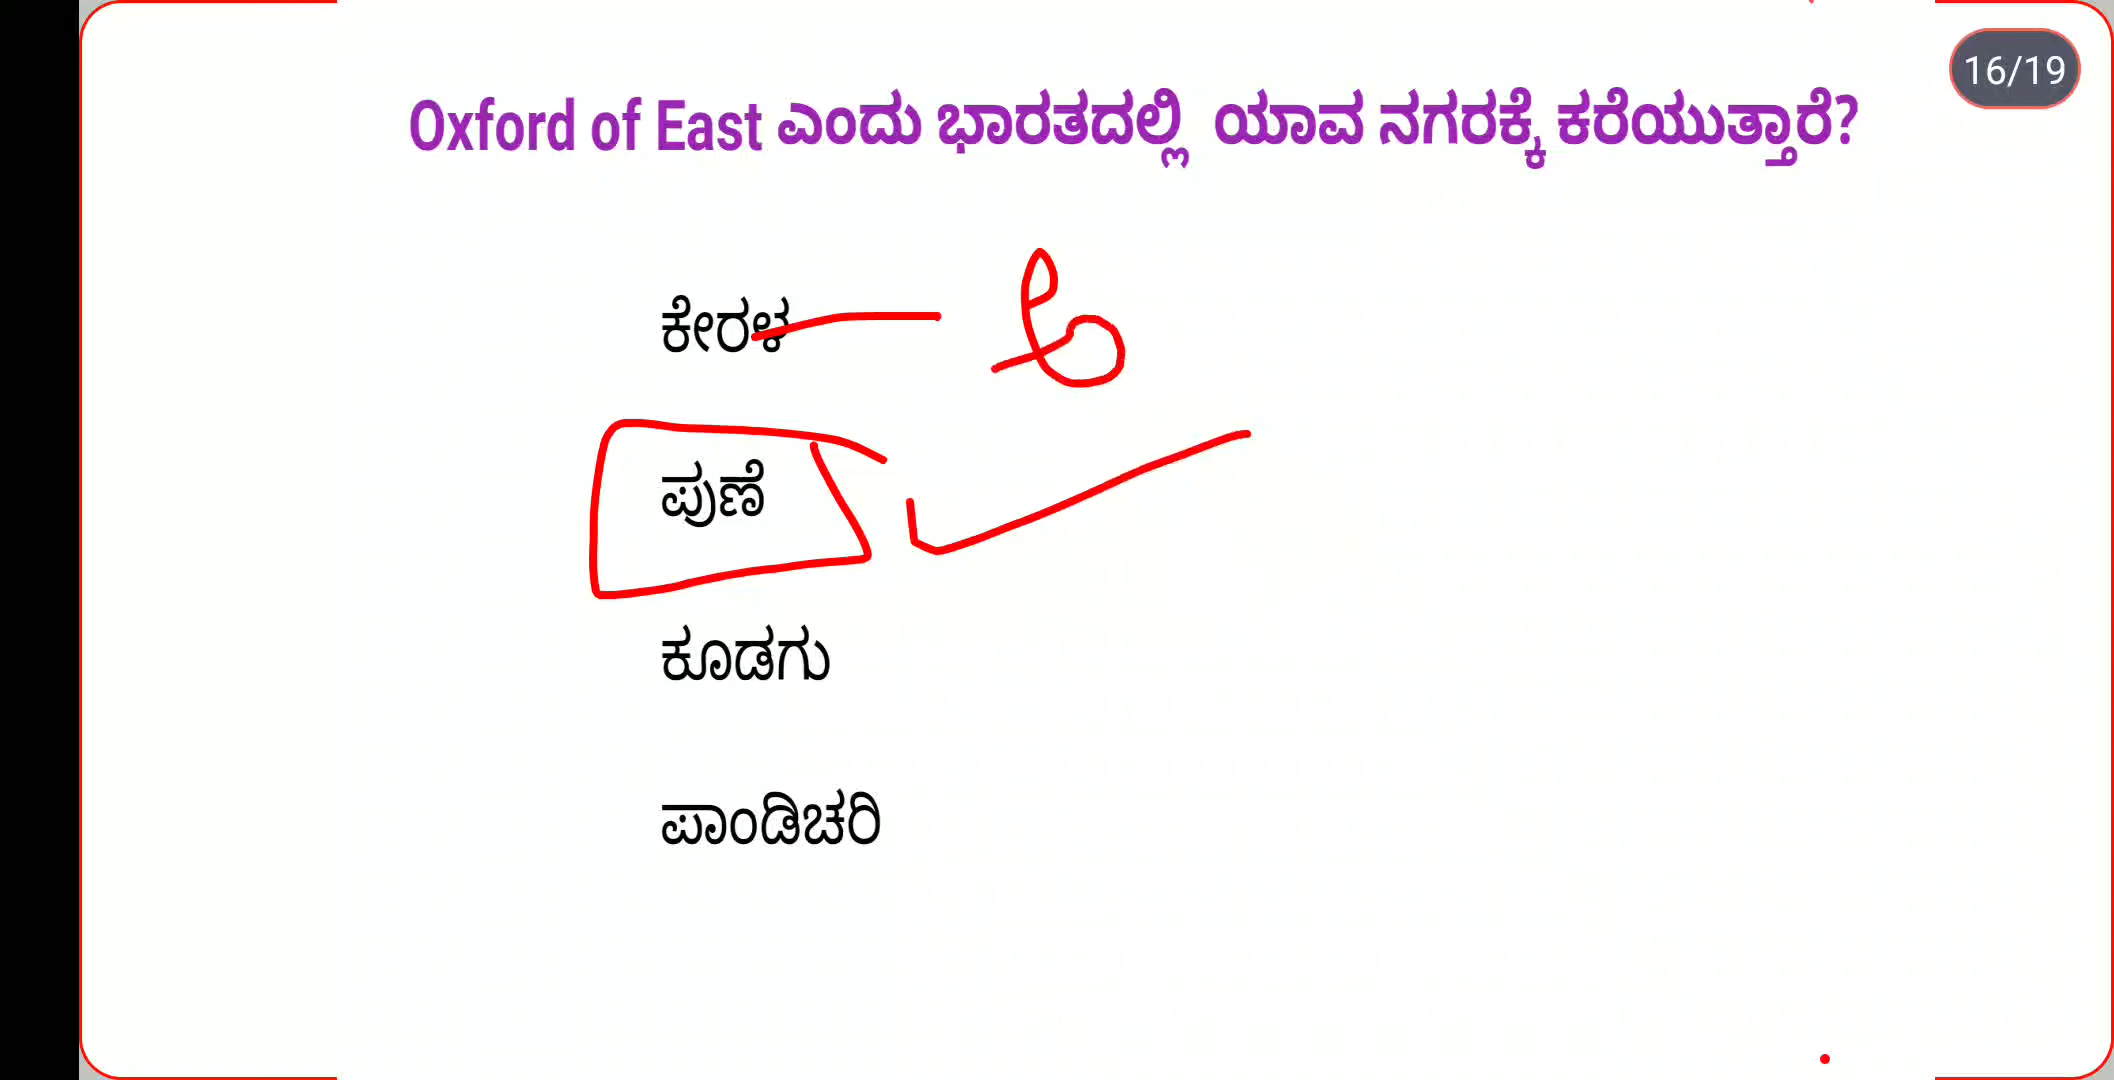 16/19
Oxford of East ಎಂದು ಭಾರತದಲ್ಲಿ ಯಾವ ನಗರಕ್ಕೆ ಕರೆಯುತ್ತಾರೆ?
ಕೇರಳ
ಪುಣೆ
ಕೂಡಗು
ಪಾಂಡಿಚರಿ